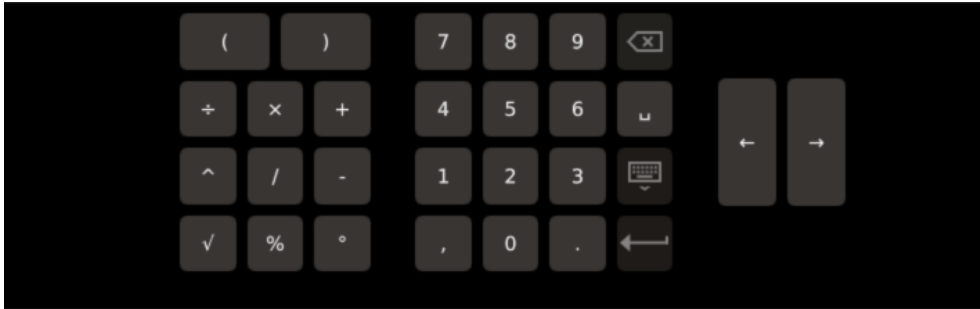 ( ) 7 8 9
÷ × + 4 5 6 ␣
← →
^ / - 1 2 3
√ % ° , 0 .